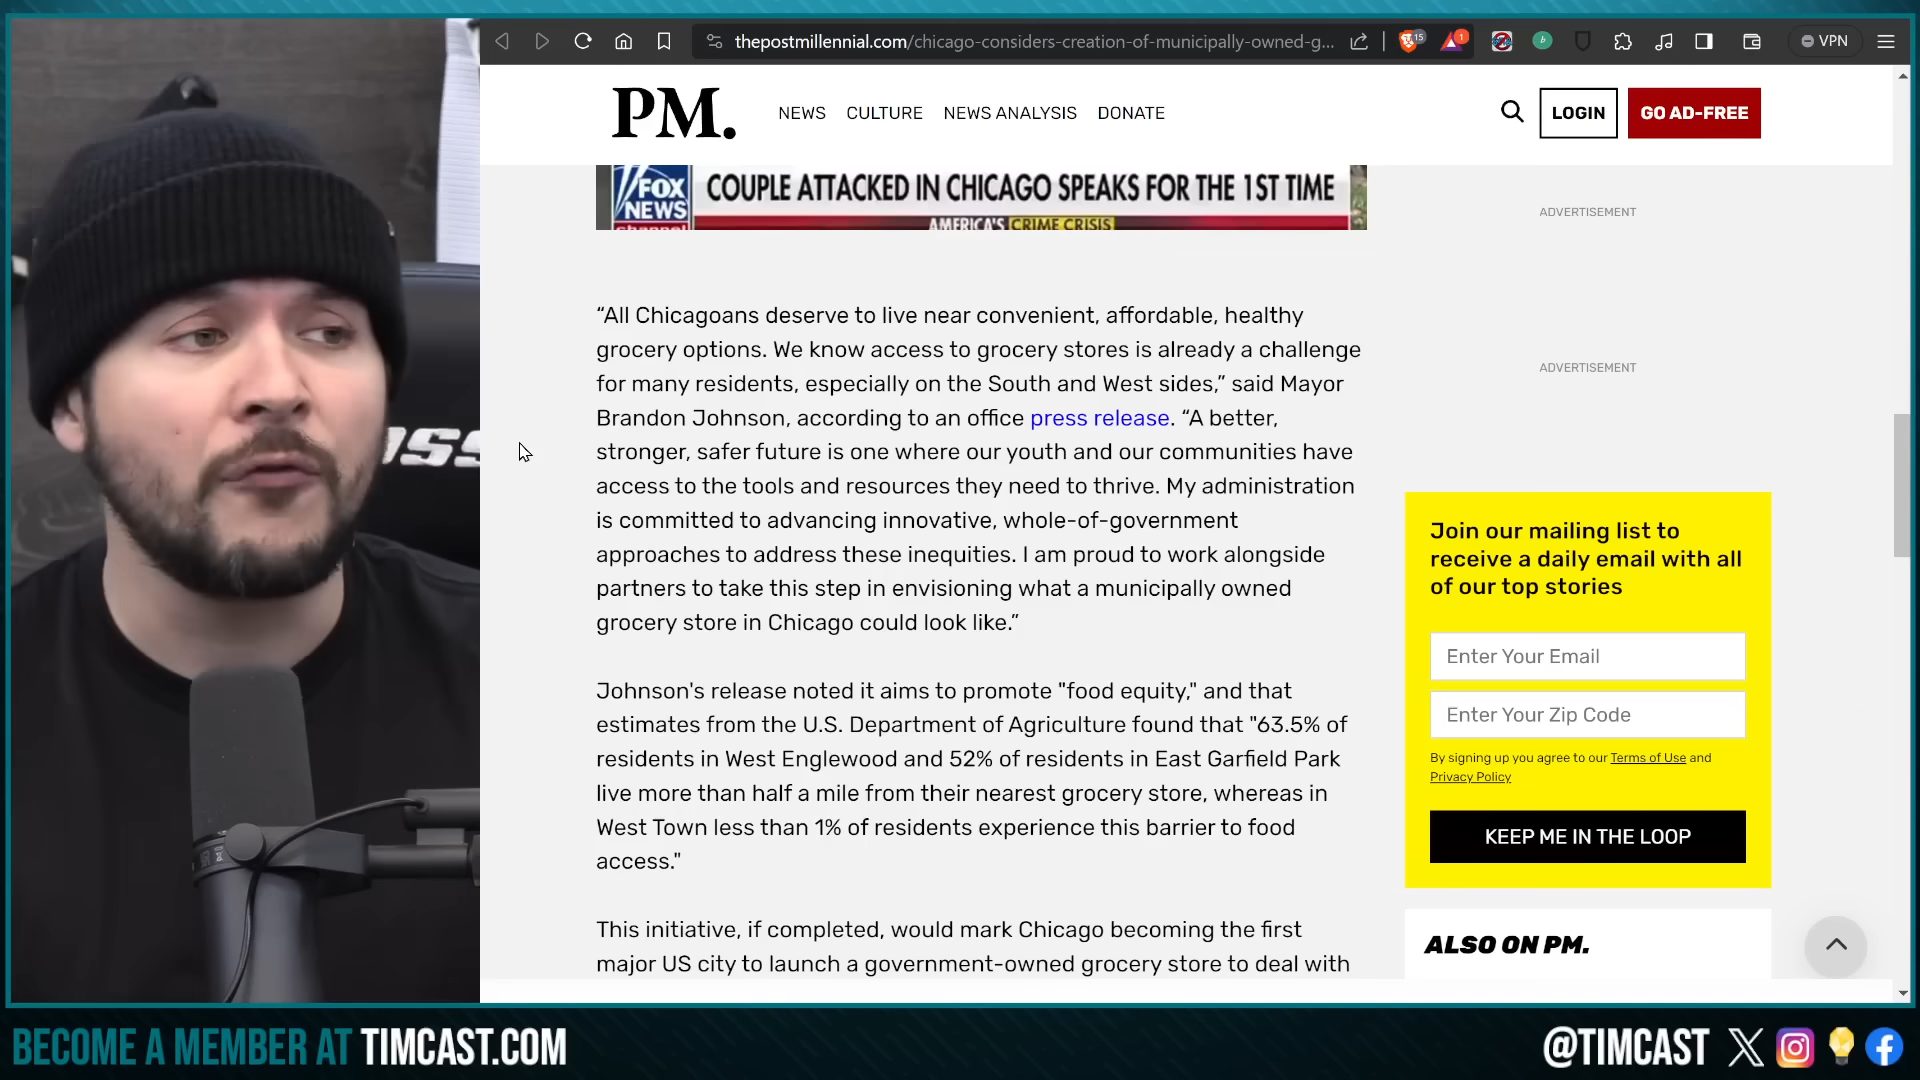 thepostmillennial.com/chicago-considers-creation-of-municipally-owned-g...
15
1
VPN
PM.
NEWS CULTURE NEWS ANALYSIS DONATE
LOGIN
GO AD-FREE
FOX
NEWS
channel
COUPLE ATTACKED IN CHICAGO SPEAKS FOR THE 1ST TIME
AMERICA'S CRIME CRISIS
ADVERTISEMENT
ADVERTISEMENT
“All Chicagoans deserve to live near convenient, affordable, healthy
grocery options. We know access to grocery stores is already a challenge
for many residents, especially on the South and West sides,” said Mayor
Brandon Johnson, according to an office press release. “A better,
stronger, safer future is one where our youth and our communities have
access to the tools and resources they need to thrive. My administration
is committed to advancing innovative, whole-of-government
approaches to address these inequities. I am proud to work alongside
partners to take this step in envisioning what a municipally owned
grocery store in Chicago could look like.”
Johnson's release noted it aims to promote "food equity," and that
estimates from the U.S. Department of Agriculture found that "63.5% of
residents in West Englewood and 52% of residents in East Garfield Park
live more than half a mile from their nearest grocery store, whereas in
West Town less than 1% of residents experience this barrier to food
access."
This initiative, if completed, would mark Chicago becoming the first
major US city to launch a government-owned grocery store to deal with
Join our mailing list to
receive a daily email with all
of our top stories
Enter Your Email
Enter Your Zip Code
By signing up you agree to our Terms of Use and
Privacy Policy
KEEP ME IN THE LOOP
ALSO ON PM.
BECOME A MEMBER AT TIMCAST.COM
@TIMCAST